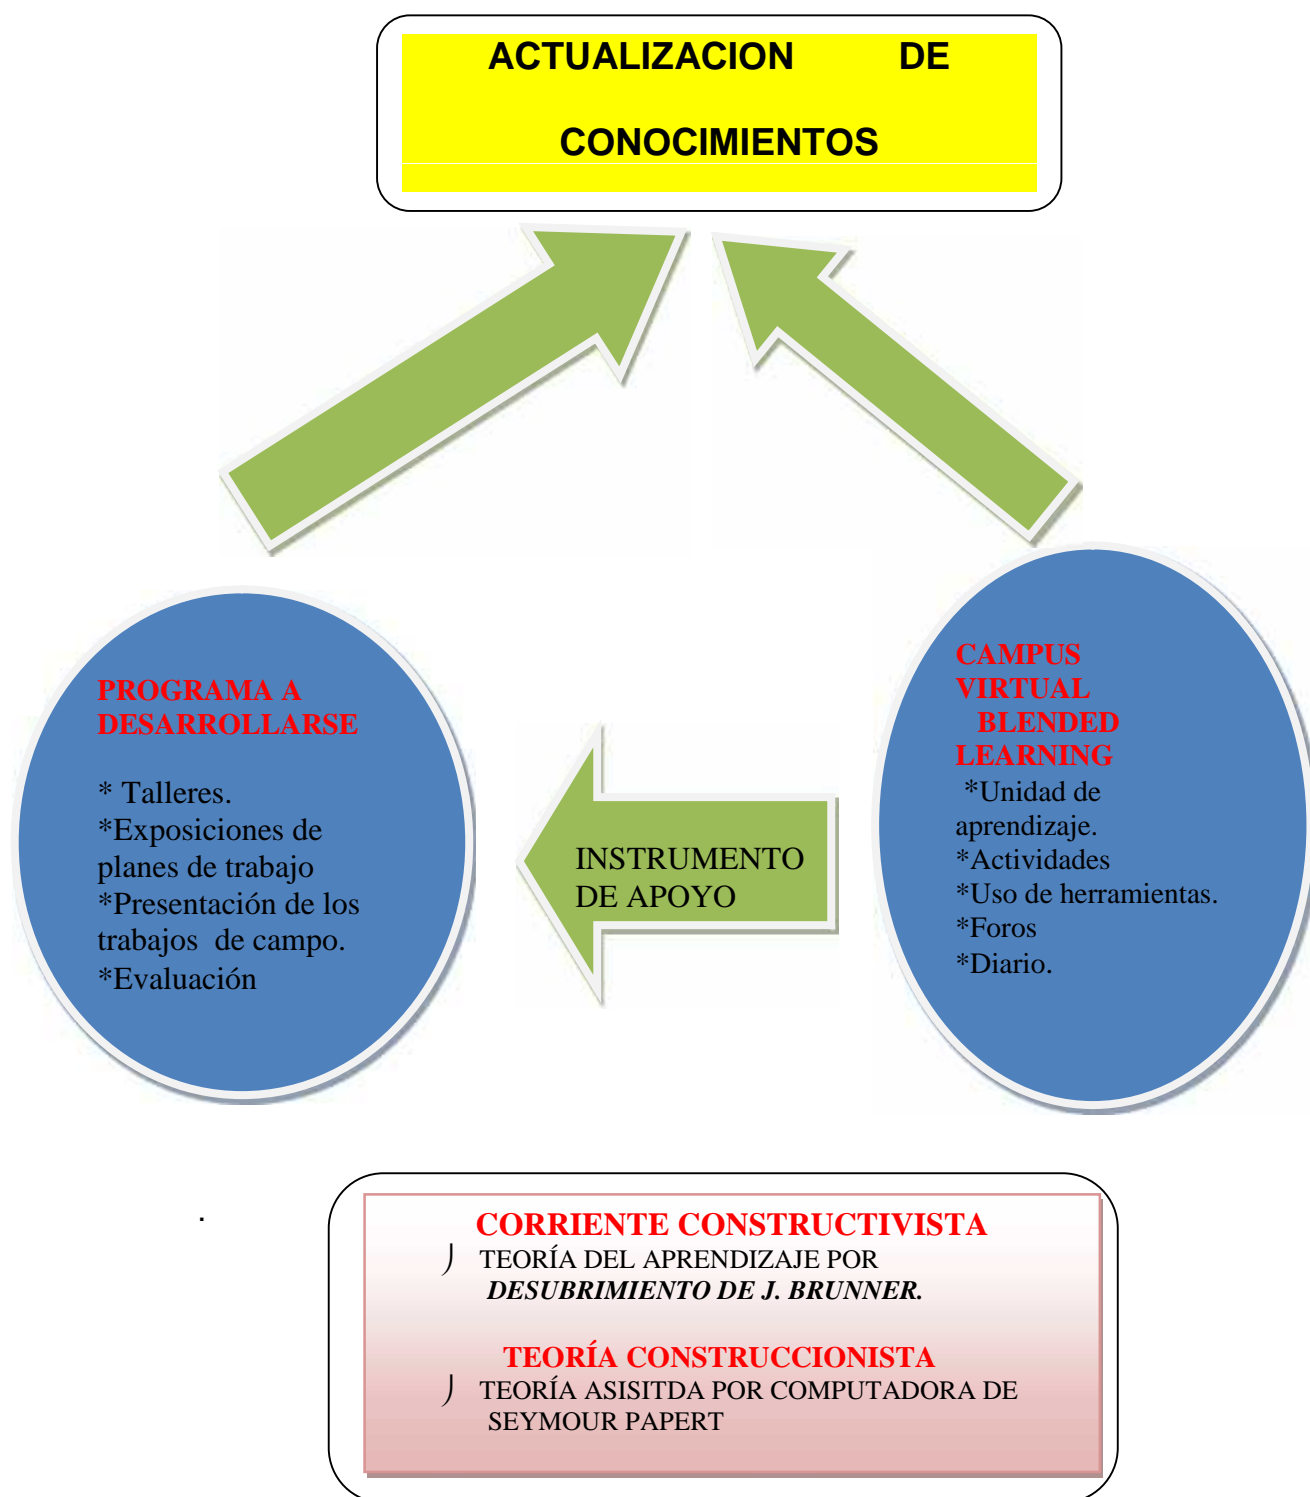 ACTUALIZACION DE
CONOCIMIENTOS
PROGRAMA A
DESARROLLARSE
* Talleres.
*Exposiciones de
planes de trabajo
*Presentación de los
trabajos de campo.
*Evaluación
INSTRUMENTO
DE APOYO
CAMPUS
VIRTUAL
BLENDED
LEARNING
*Unidad de
aprendizaje.
*Actividades
*Uso de herramientas.
*Foros
*Diario.
.
CORRIENTE CONSTRUCTIVISTA
⎠ TEORÍA DEL APRENDIZAJE POR
DESUBRIMIENTO DE J. BRUNNER.
TEORÍA CONSTRUCCIONISTA
⎠ TEORÍA ASISITDA POR COMPUTADORA DE
SEYMOUR PAPERT